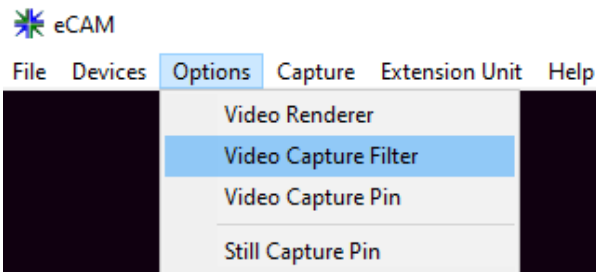 eCAM
File Devices Options Capture Extension Unit Help
Video Renderer
Video Capture Filter
Video Capture Pin
Still Capture Pin